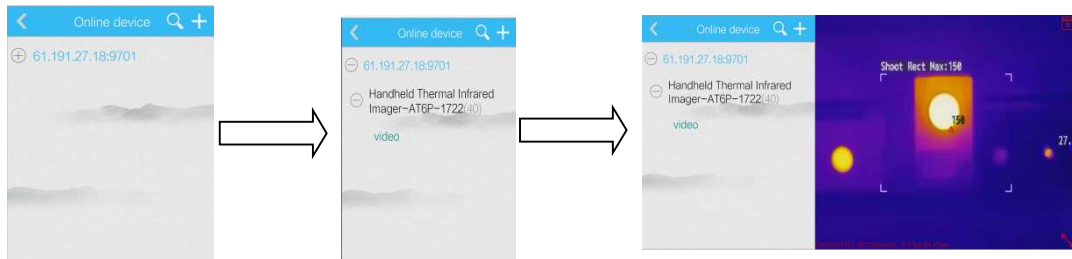 Online device
61.191.27.18:9701
Online device
61.191.27.18:9701
Handheld Thermal Infrared
Imager-AT6P-1722(40)
video
Online device
61.191.27.18:9701
Handheld Thermal Infrared
Imager-AT6P-1722(40)
video
Shoot Rect Max:150
150
27.